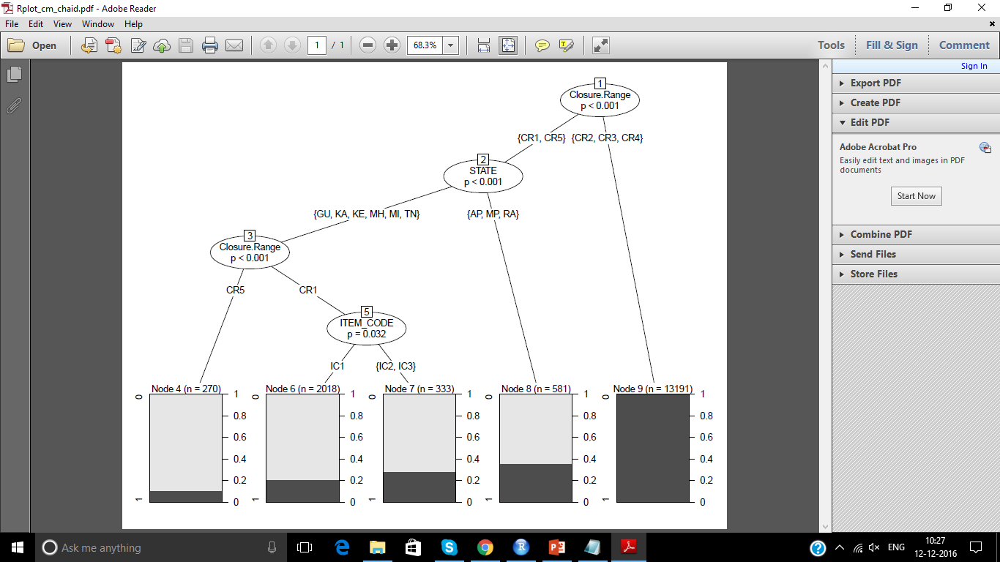 Rplot_cm_chaid.pdf - Adobe Reader
File Edit View Window Help
Open 1 / 1 68.3% Tools Fill & Sign Comment
Sign In
Export PDF
Create PDF
Edit PDF
Adobe Acrobat Pro
Easily edit text and images in PDF
documents
Start Now
Combine PDF
Send Files
Store Files
1
Closure.Range
p < 0.001
{CR1, CR5} {CR2, CR3, CR4}
2
STATE
p < 0.001
{GU, KA, KE, MH, MI, TN} {AP, MP, RA}
3
Closure.Range
p < 0.001
CR5 CR1
5
ITEM_CODE
p = 0.032
IC1 {IC2, IC3}
Node 4 (n = 270) Node 6 (n = 2018) Node 7 (n = 333) Node 8 (n = 581) Node 9 (n = 13191)
0 1 0 1 0 1 0 1 0 1
0.8 0.8 0.8 0.8 0.8
0.6 0.6 0.6 0.6 0.6
0.4 0.4 0.4 0.4 0.4
0.2 0.2 0.2 0.2 0.2
1 0 1 0 1 0 1 0 1 0
Ask me anything
ENG
10:27
12-12-2016